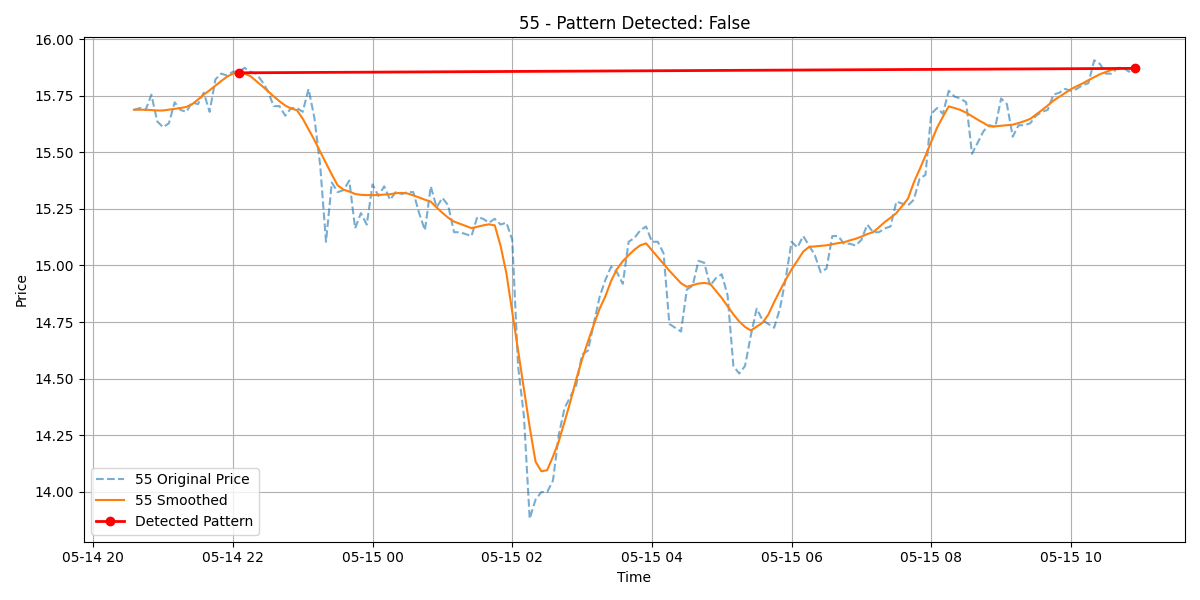 55 - Pattern Detected: False
16.00
15.75
15.50
15.25
15.00
14.75
14.50
14.25
14.00
Price
55 Original Price
55 Smoothed
Detected Pattern
05-14 20 05-14 22 05-15 00 05-15 02 05-15 04 05-15 06 05-15 08 05-15 10
Time